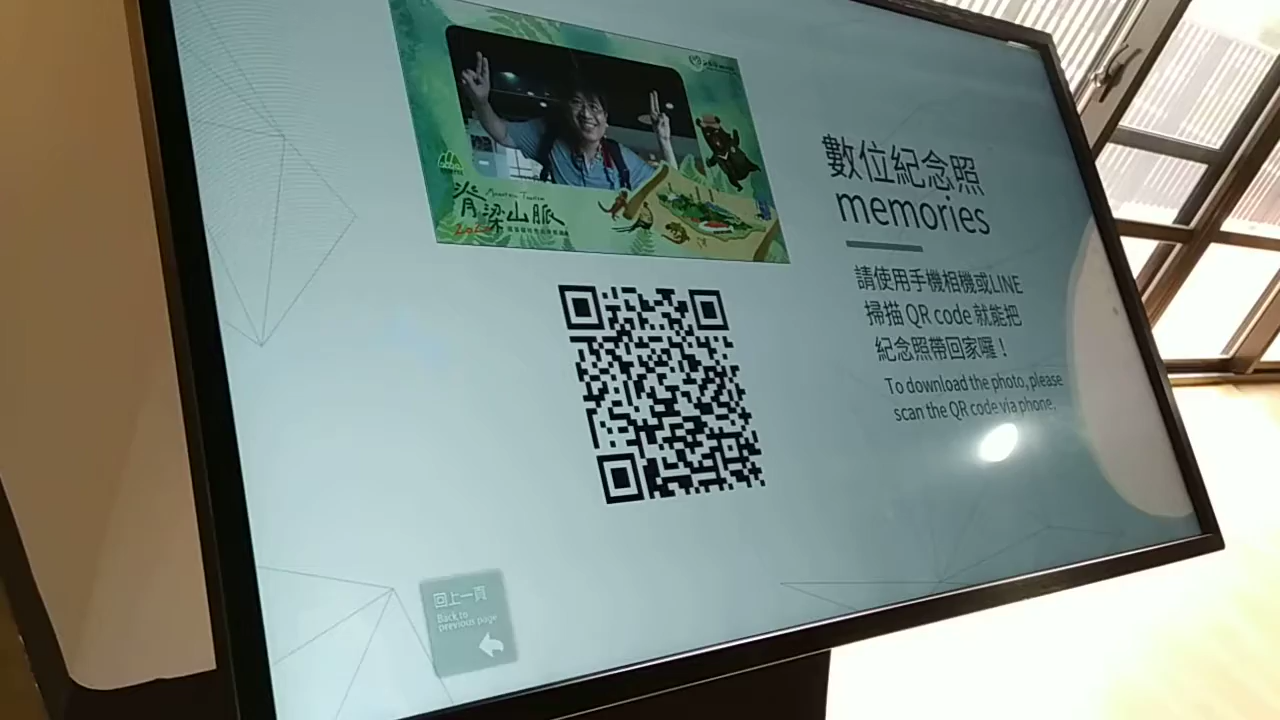 脊梁山脈
Mountain Tourism
2020
數位紀念照
memories
請使用手機相機或LINE
掃描 QR code 就能把
紀念照帶回家囉！
To download the photo, please
scan the QR code via phone.
回上一頁
Back to
previous page